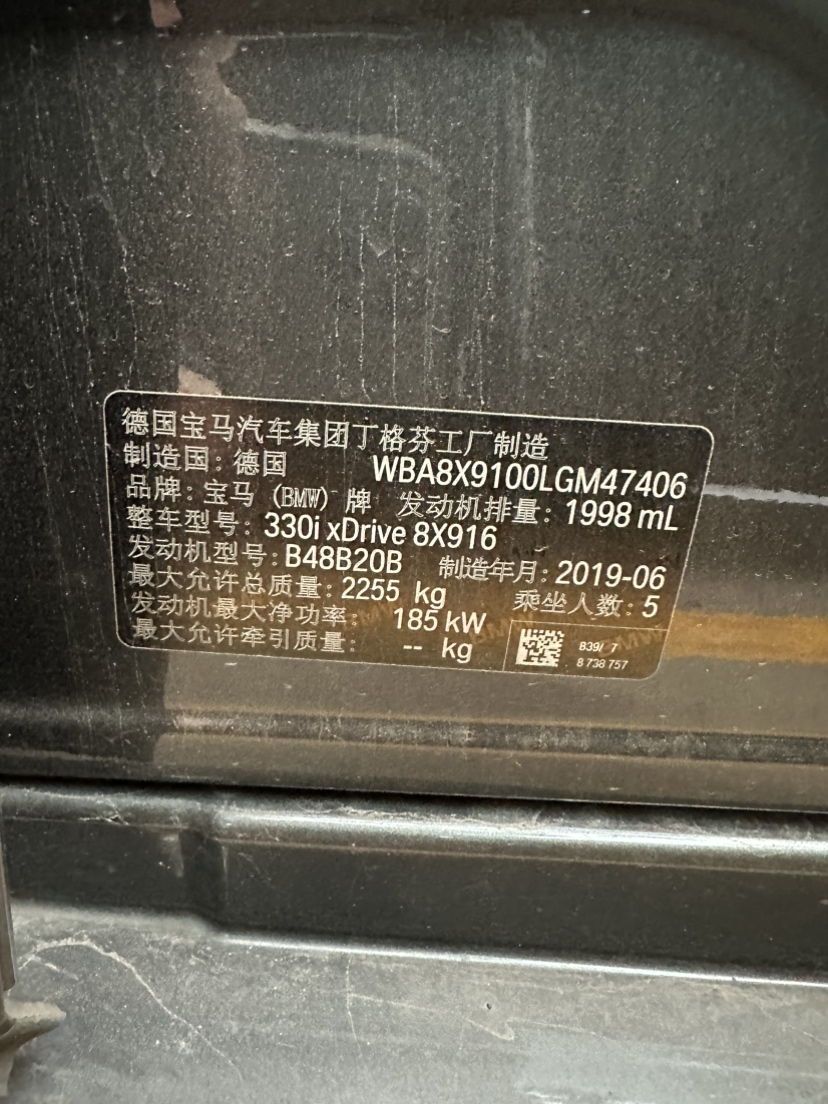 德国宝马汽车集团丁格芬工厂制造
制造国: 德国 WBA8X9100LGM47406
品牌: 宝马 (BMW) 牌 发动机排量: 1998 mL
整车型号: 330i xDrive 8X916
发动机型号: B48B20B 制造年月: 2019-06
最大允许总质量: 2255 kg 乘坐人数: 5
发动机最大净功率: 185 kW
最大允许牵引质量: -- kg
B39/ 7
8 738 757